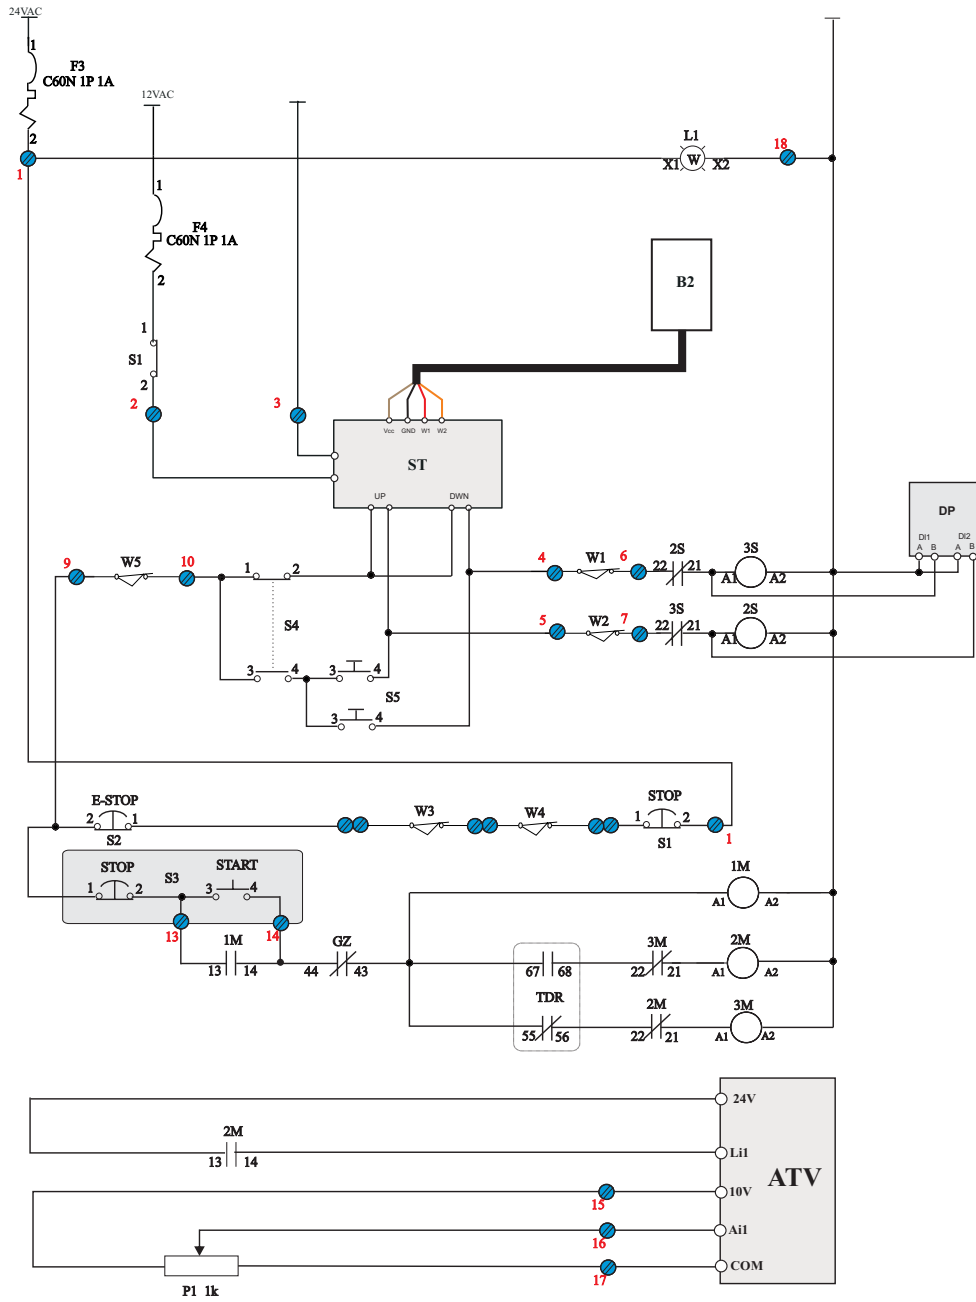 24VAC
1
F3
C60N 1P 1A
2
1
12VAC
1
F4
C60N 1P 1A
2
1
S1
2
2
3
L1
X1 W X2
18
B2
Vcc GND W1 W2
ST
UP DWN
DP
DI1 DI2
A B A B
9 W5 10
1 2
S4
3 4 3 4
S5
3 4
4 W1 6 2S 3S
22 21 A1 A2
5 W2 7 3S 2S
22 21 A1 A2
E-STOP
2 1
S2
W3 W4
STOP
1 2
S1 1
STOP S3 START
1 2 3 4
13 14
1M
13 14
GZ
44 43
1M
A1 A2
67 68
TDR
55 56
3M
22 21
2M
A1 A2
2M
22 21
3M
A1 A2
24V
2M
13 14
Li1
ATV
10V
15
Ai1
16
COM
17
P1 1k